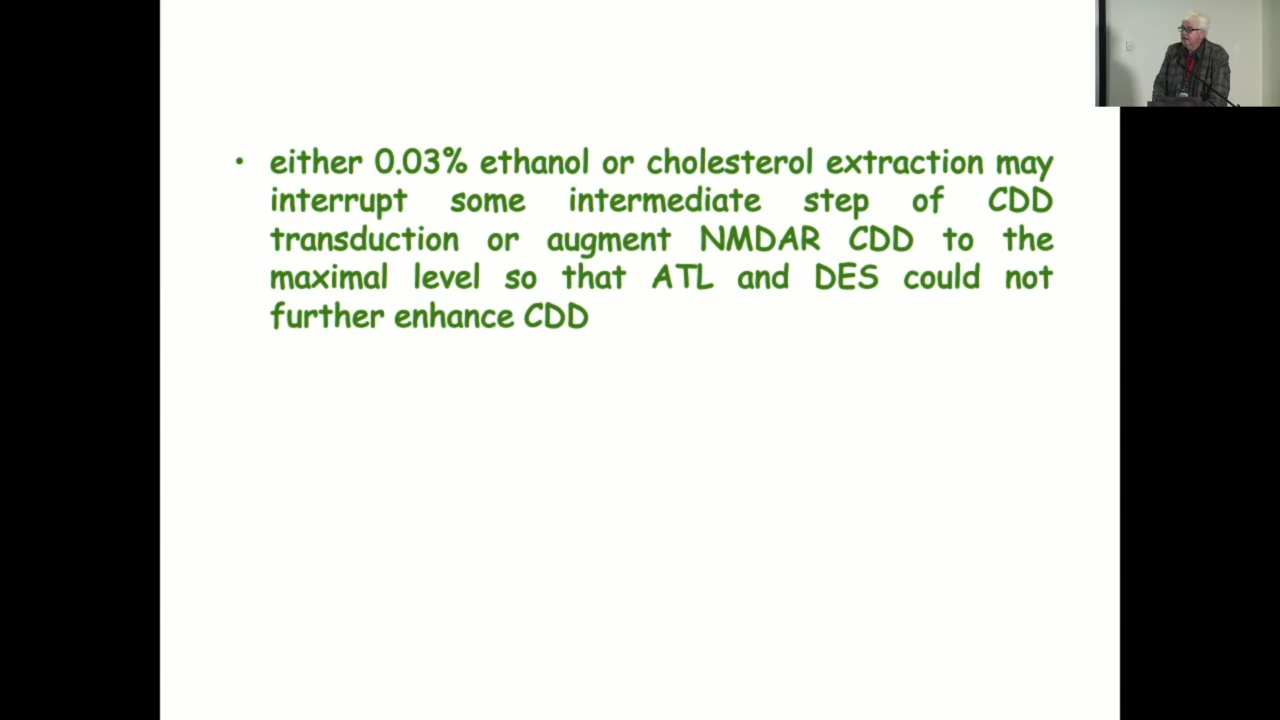 • either 0.03% ethanol or cholesterol extraction may
interrupt some intermediate step of CDD
transduction or augment NMDAR CDD to the
maximal level so that ATL and DES could not
further enhance CDD